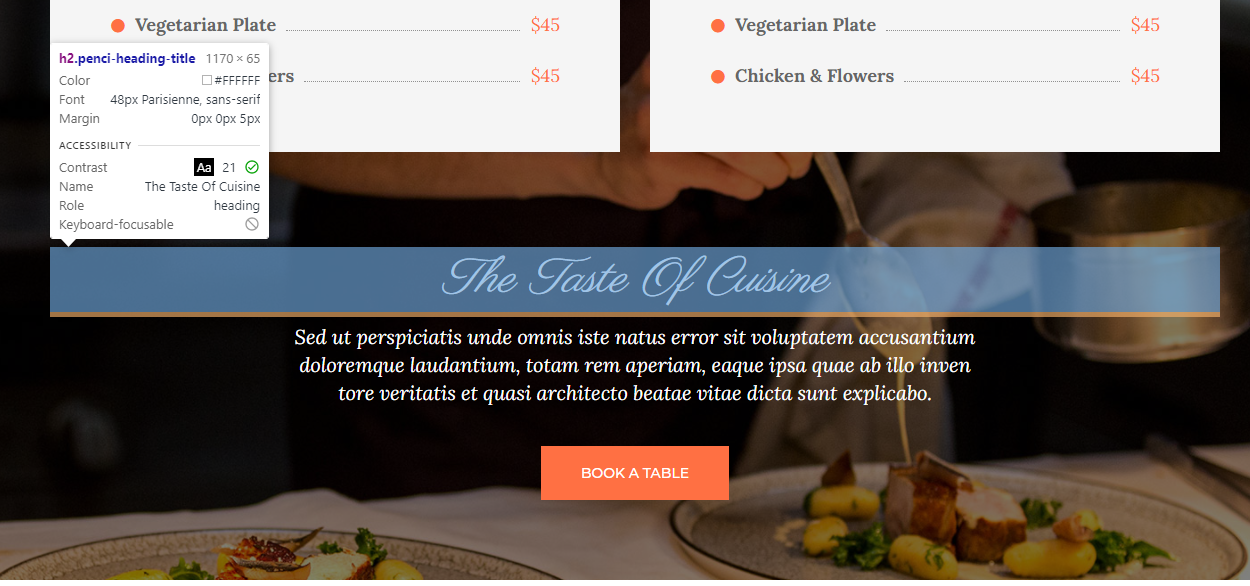 Vegetarian Plate $45
Vegetarian Plate $45
ers $45
Chicken & Flowers $45
h2.penci-heading-title 1170 × 65
Color #FFFFFF
Font 48px Parisienne, sans-serif
Margin 0px 0px 5px
ACCESSIBILITY
Contrast Aa 21
Name The Taste Of Cuisine
Role heading
Keyboard-focusable
The Taste Of Cuisine
Sed ut perspiciatis unde omnis iste natus error sit voluptatem accusantium
doloremque laudantium, totam rem aperiam, eaque ipsa quae ab illo inven
tore veritatis et quasi architecto beatae vitae dicta sunt explicabo.
BOOK A TABLE